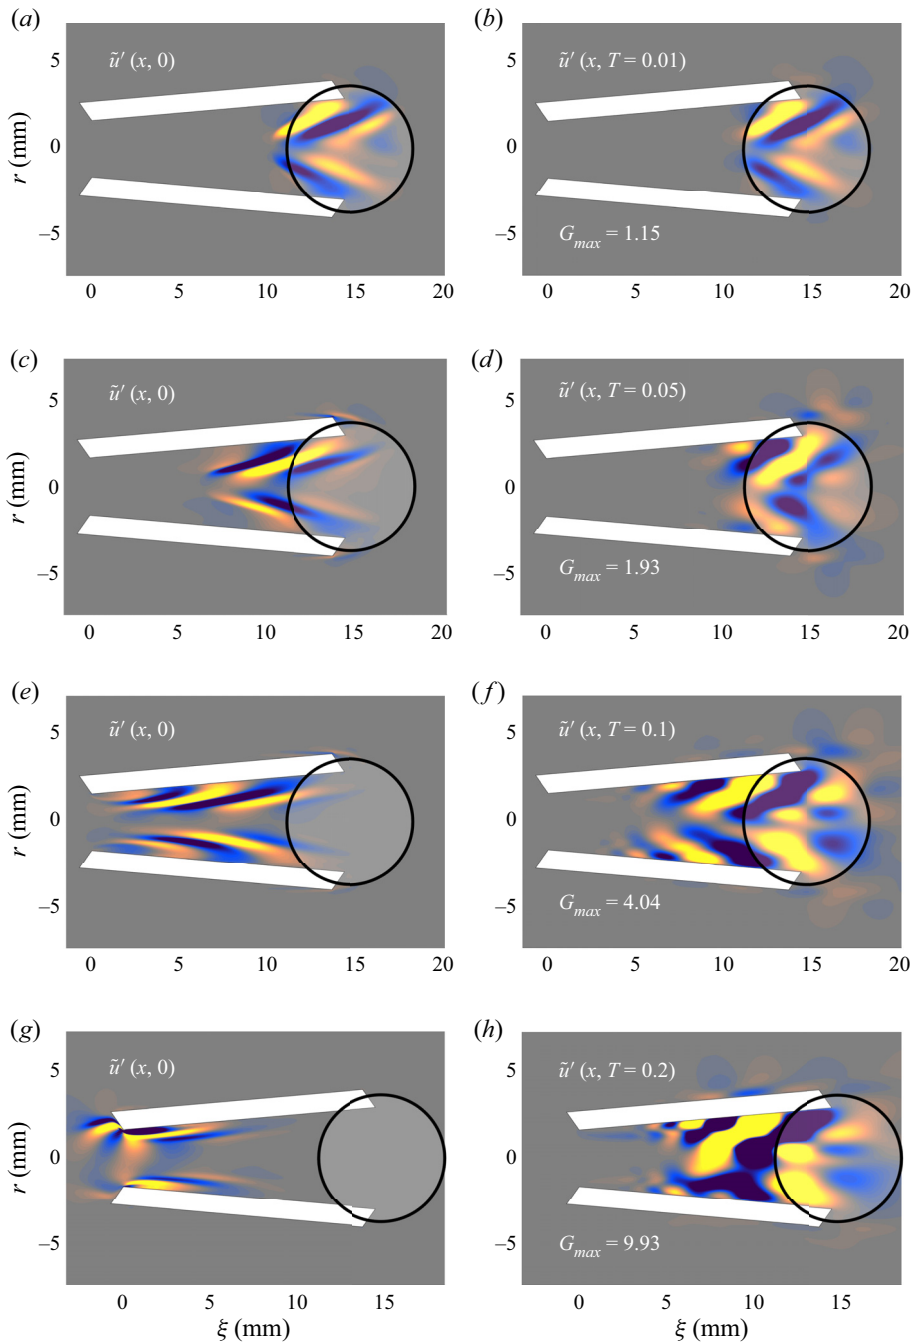 (a) (b)
ũ′ (x, 0) ũ′ (x, T = 0.01)
5 5
r (mm) 0 0
–5 G_max = 1.15 –5
0 5 10 15 20 0 5 10 15 20
(c) (d)
ũ′ (x, 0) ũ′ (x, T = 0.05)
5 5
r (mm) 0 0
–5 G_max = 1.93 –5
0 5 10 15 20 0 5 10 15 20
(e) (f)
ũ′ (x, 0) ũ′ (x, T = 0.1)
5 5
r (mm) 0 0
–5 G_max = 4.04 –5
0 5 10 15 20 0 5 10 15 20
(g) (h)
ũ′ (x, 0) ũ′ (x, T = 0.2)
5 5
r (mm) 0 0
–5 G_max = 9.93 –5
0 5 10 15 0 5 10 15
ξ (mm) ξ (mm)